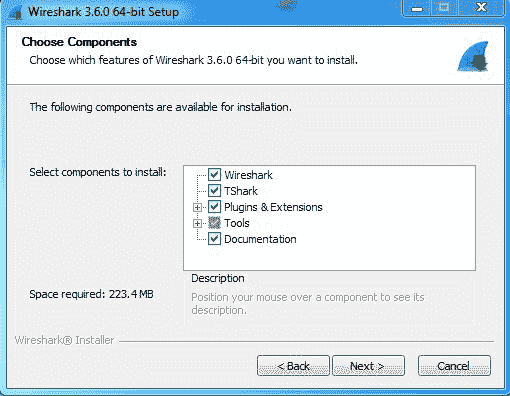 Wireshark 3.6.0 64-bit Setup
Choose Components
Choose which features of Wireshark 3.6.0 64-bit you want to install.
The following components are available for installation.
Select components to install:
Wireshark
TShark
Plugins & Extensions
Tools
Documentation
Space required: 223.4 MB
Description
Position your mouse over a component to see its
description.
Wireshark® Installer
< Back
Next >
Cancel